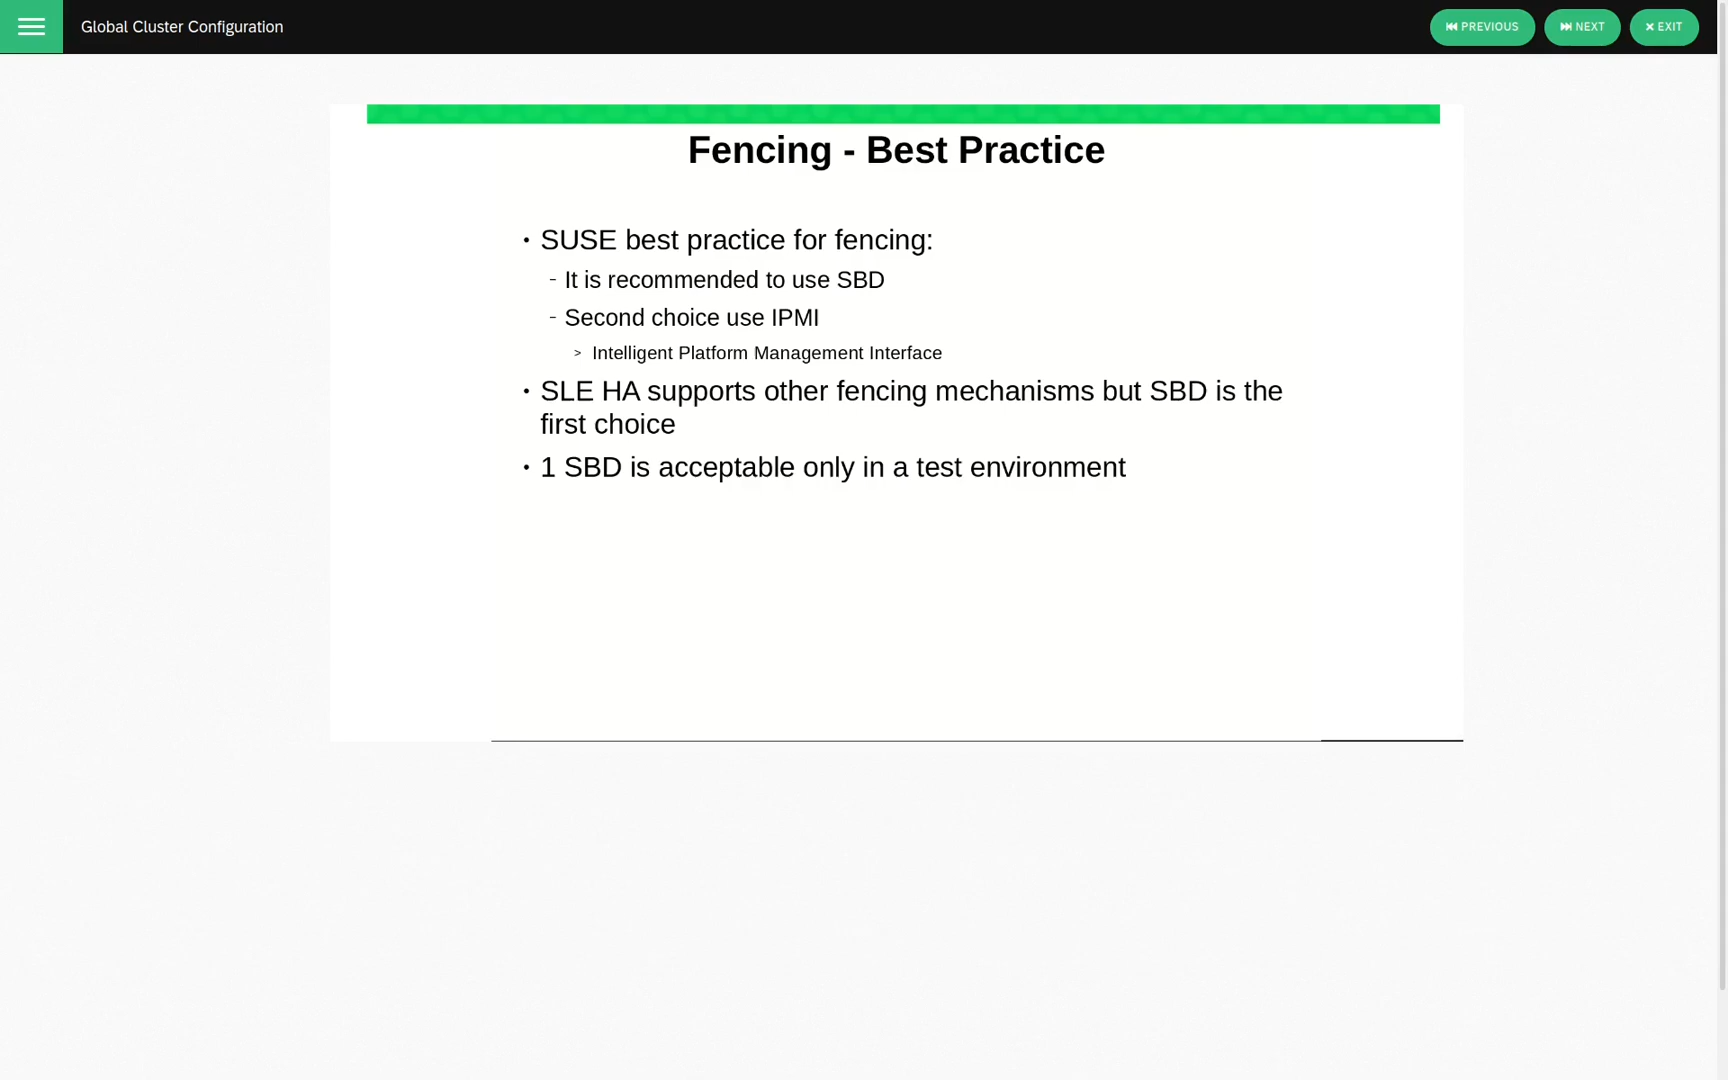 Global Cluster Configuration
PREVIOUS
NEXT
EXIT
Fencing - Best Practice
• SUSE best practice for fencing:
– It is recommended to use SBD
– Second choice use IPMI
> Intelligent Platform Management Interface
• SLE HA supports other fencing mechanisms but SBD is the
first choice
• 1 SBD is acceptable only in a test environment